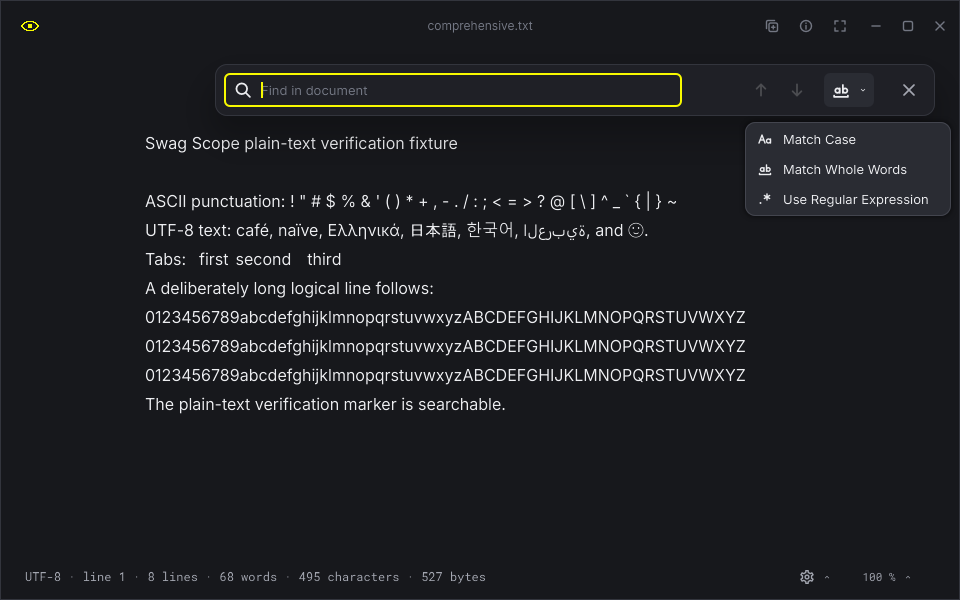 comprehensive.txt
Find in document
ab
Aa Match Case
ab Match Whole Words
.* Use Regular Expression
Swag Scope plain-text verification fixture
ASCII punctuation: ! " # $ % & ' ( ) * + , - . / : ; < = > ? @ [ \ ] ^ _ ` { | } ~
UTF-8 text: café, naïve, Ελληνικά, 日本語, 한국어, العربية, and 🙂.
Tabs: first second third
A deliberately long logical line follows:
0123456789abcdefghijklmnopqrstuvwxyzABCDEFGHIJKLMNOPQRSTUVWXYZ
0123456789abcdefghijklmnopqrstuvwxyzABCDEFGHIJKLMNOPQRSTUVWXYZ
0123456789abcdefghijklmnopqrstuvwxyzABCDEFGHIJKLMNOPQRSTUVWXYZ
The plain-text verification marker is searchable.
UTF-8 · line 1 · 8 lines · 68 words · 495 characters · 527 bytes
100 %